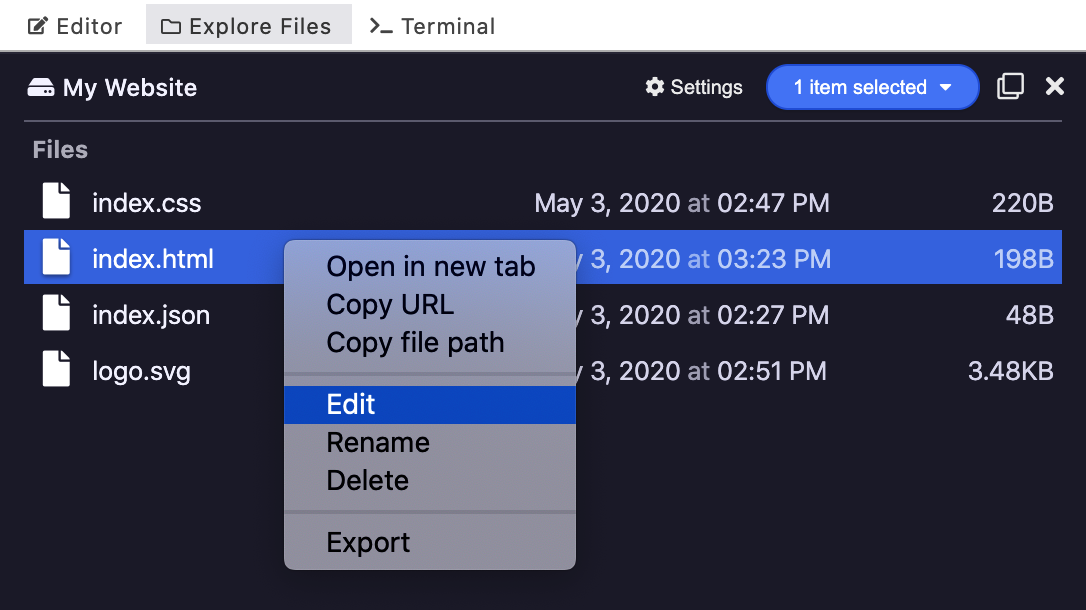 Editor Explore Files Terminal
My Website Settings 1 item selected
Files
index.css May 3, 2020 at 02:47 PM 220B
index.html 3, 2020 at 03:23 PM 198B
Open in new tab
Copy URL
index.json 3, 2020 at 02:27 PM 48B
Copy file path
logo.svg 3, 2020 at 02:51 PM 3.48KB
Edit
Rename
Delete
Export